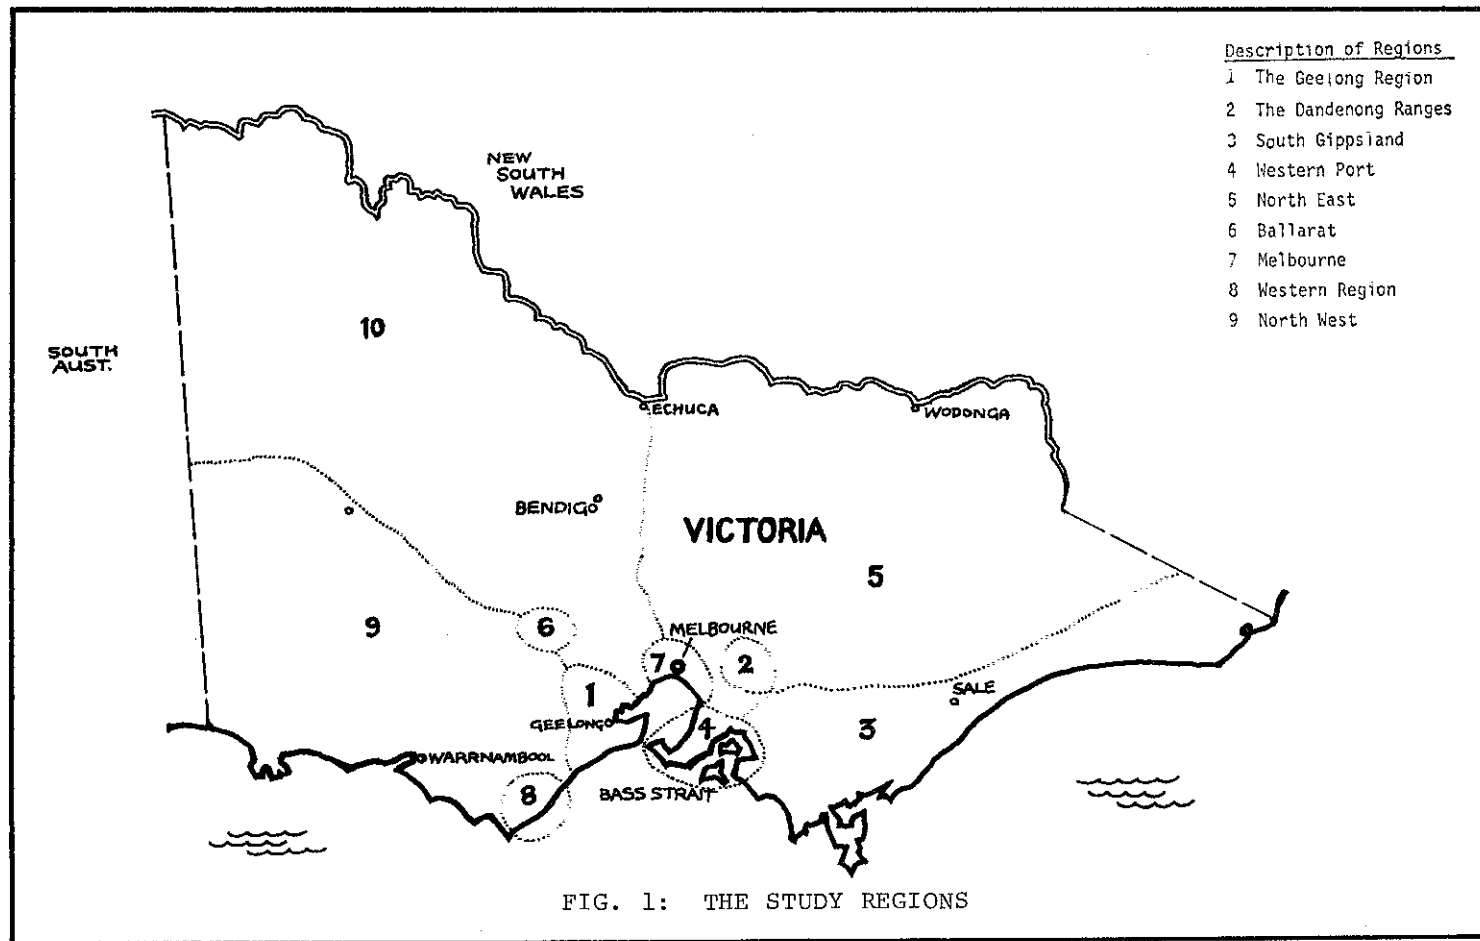 Description of Regions
1 The Geelong Region
2 The Dandenong Ranges
3 South Gippsland
4 Western Port
5 North East
6 Ballarat
7 Melbourne
8 Western Region
9 North West
NEW
SOUTH
WALES
10
SOUTH
AUST.
ECHUCA
WODONGA
BENDIGO
VICTORIA
5
9
6
MELBOURNE
7
2
1
SALE
GEELONG
4
3
WARRNAMBOOL
8
BASS STRAIT
FIG. 1: THE STUDY REGIONS